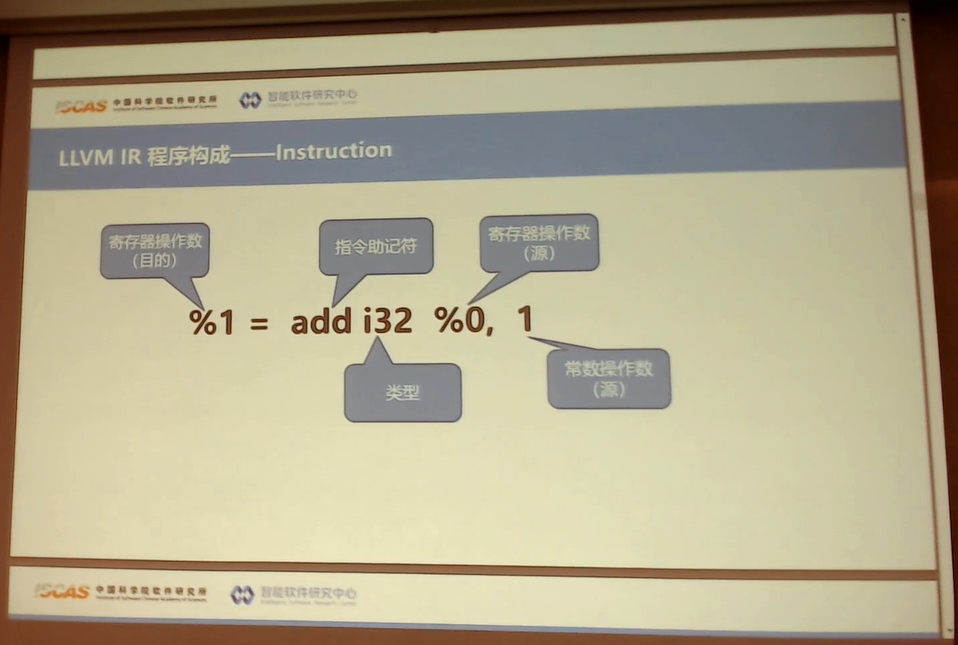 ISCAS 中国科学院软件研究所 智能软件研究中心
Institute of Software Chinese Academy of Sciences Intelligent Software Research Center
LLVM IR 程序构成——Instruction
寄存器操作数
（目的）
指令助记符
寄存器操作数
（源）
%1 = add i32 %0, 1
类型
常数操作数
（源）
ISCAS 中国科学院软件研究所 智能软件研究中心
Institute of Software Chinese Academy of Sciences Intelligent Software Research Center